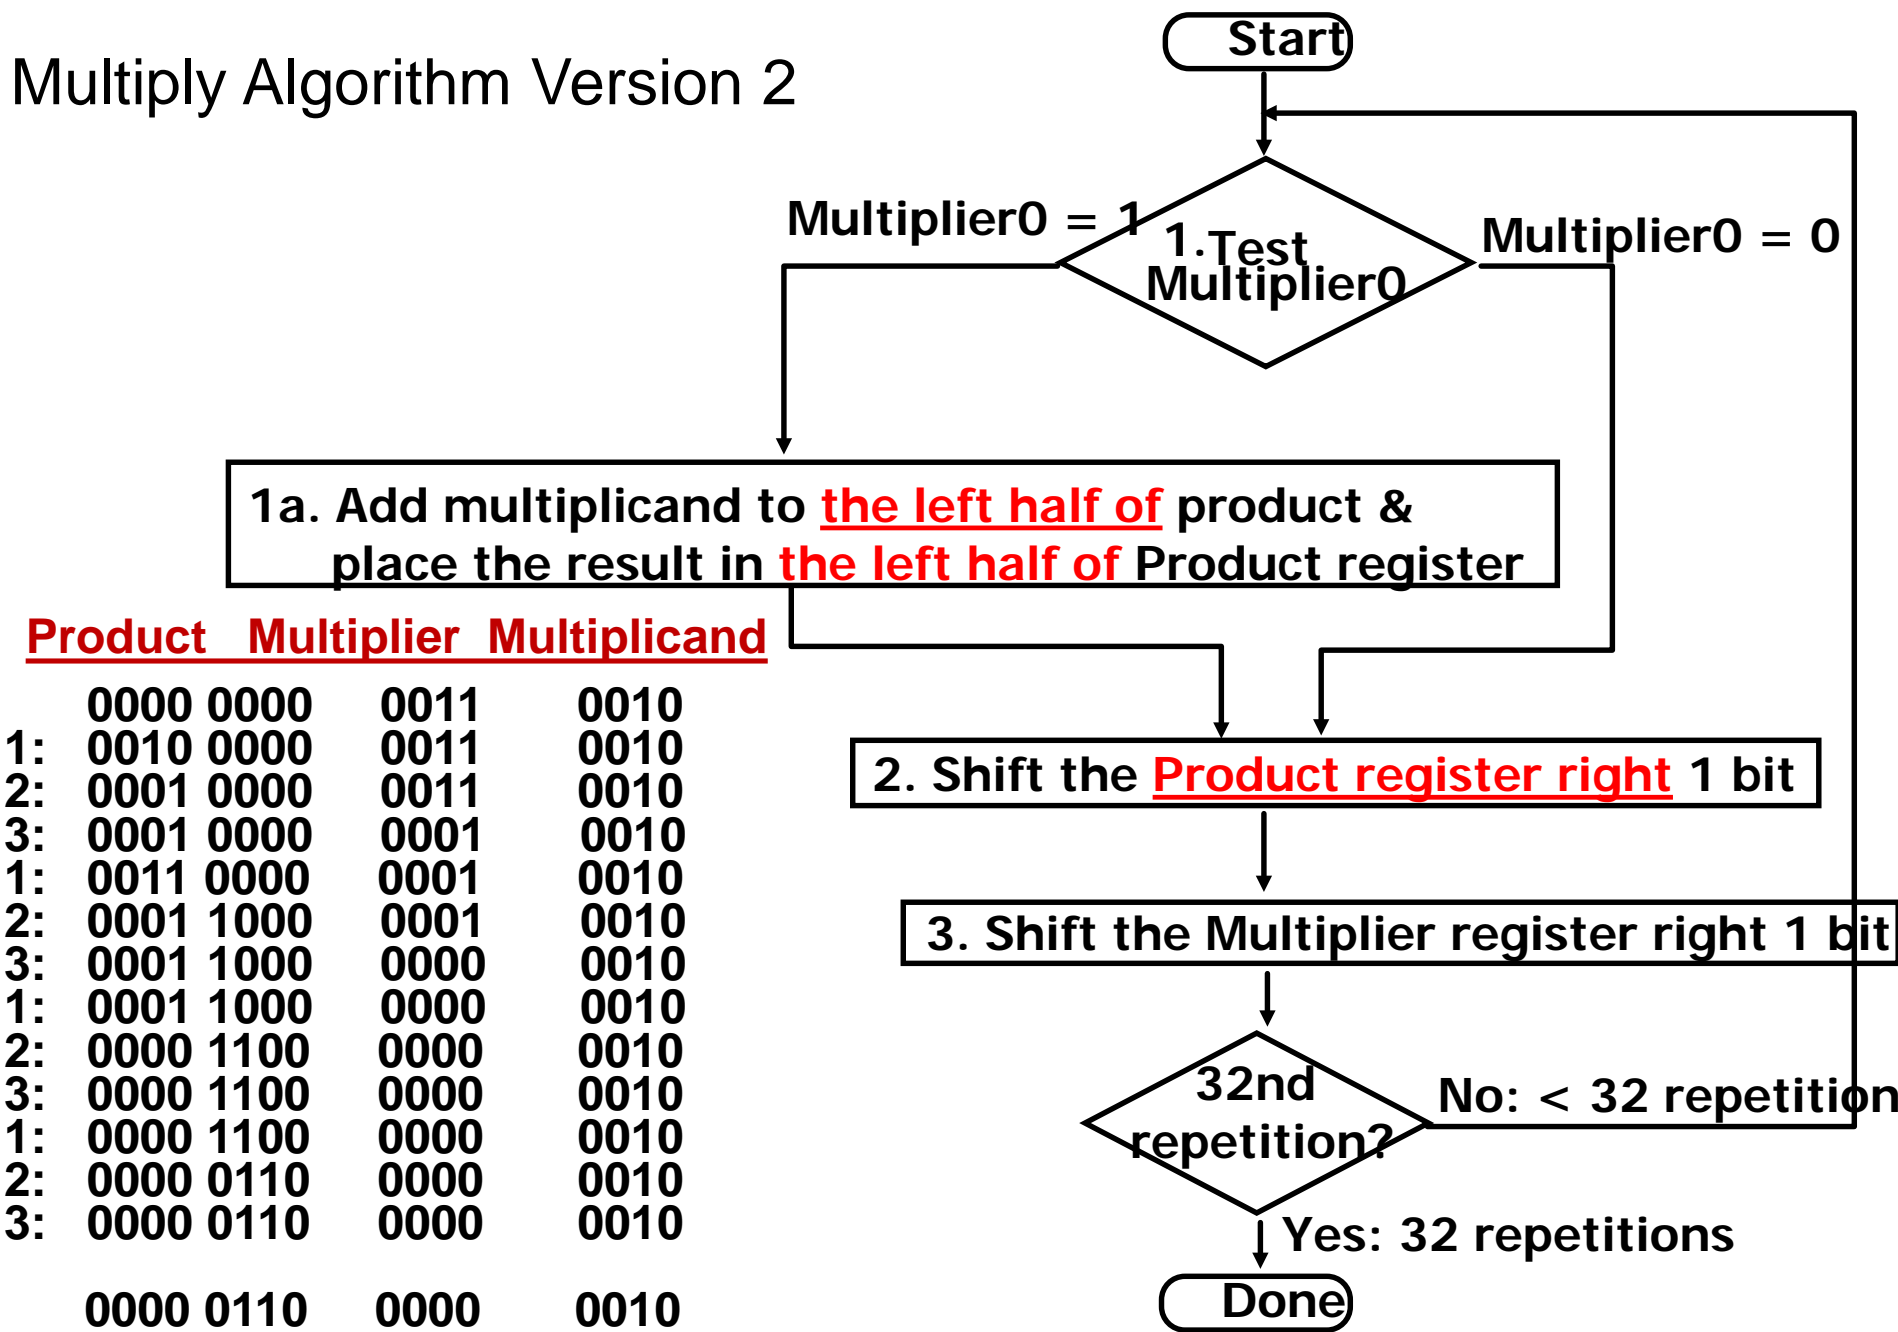 Multiply Algorithm Version 2
Start
Multiplier0 = 1
1.Test
Multiplier0
Multiplier0 = 0
1a. Add multiplicand to the left half of product &
place the result in the left half of Product register
Product Multiplier Multiplicand
0000 0000 0011 0010
1: 0010 0000 0011 0010
2: 0001 0000 0011 0010
3: 0001 0000 0001 0010
1: 0011 0000 0001 0010
2: 0001 1000 0001 0010
3: 0001 1000 0000 0010
1: 0001 1000 0000 0010
2: 0000 1100 0000 0010
3: 0000 1100 0000 0010
1: 0000 1100 0000 0010
2: 0000 0110 0000 0010
3: 0000 0110 0000 0010
0000 0110 0000 0010
2. Shift the Product register right 1 bit
3. Shift the Multiplier register right 1 bit
32nd
repetition?
No: < 32 repetition
Yes: 32 repetitions
Done